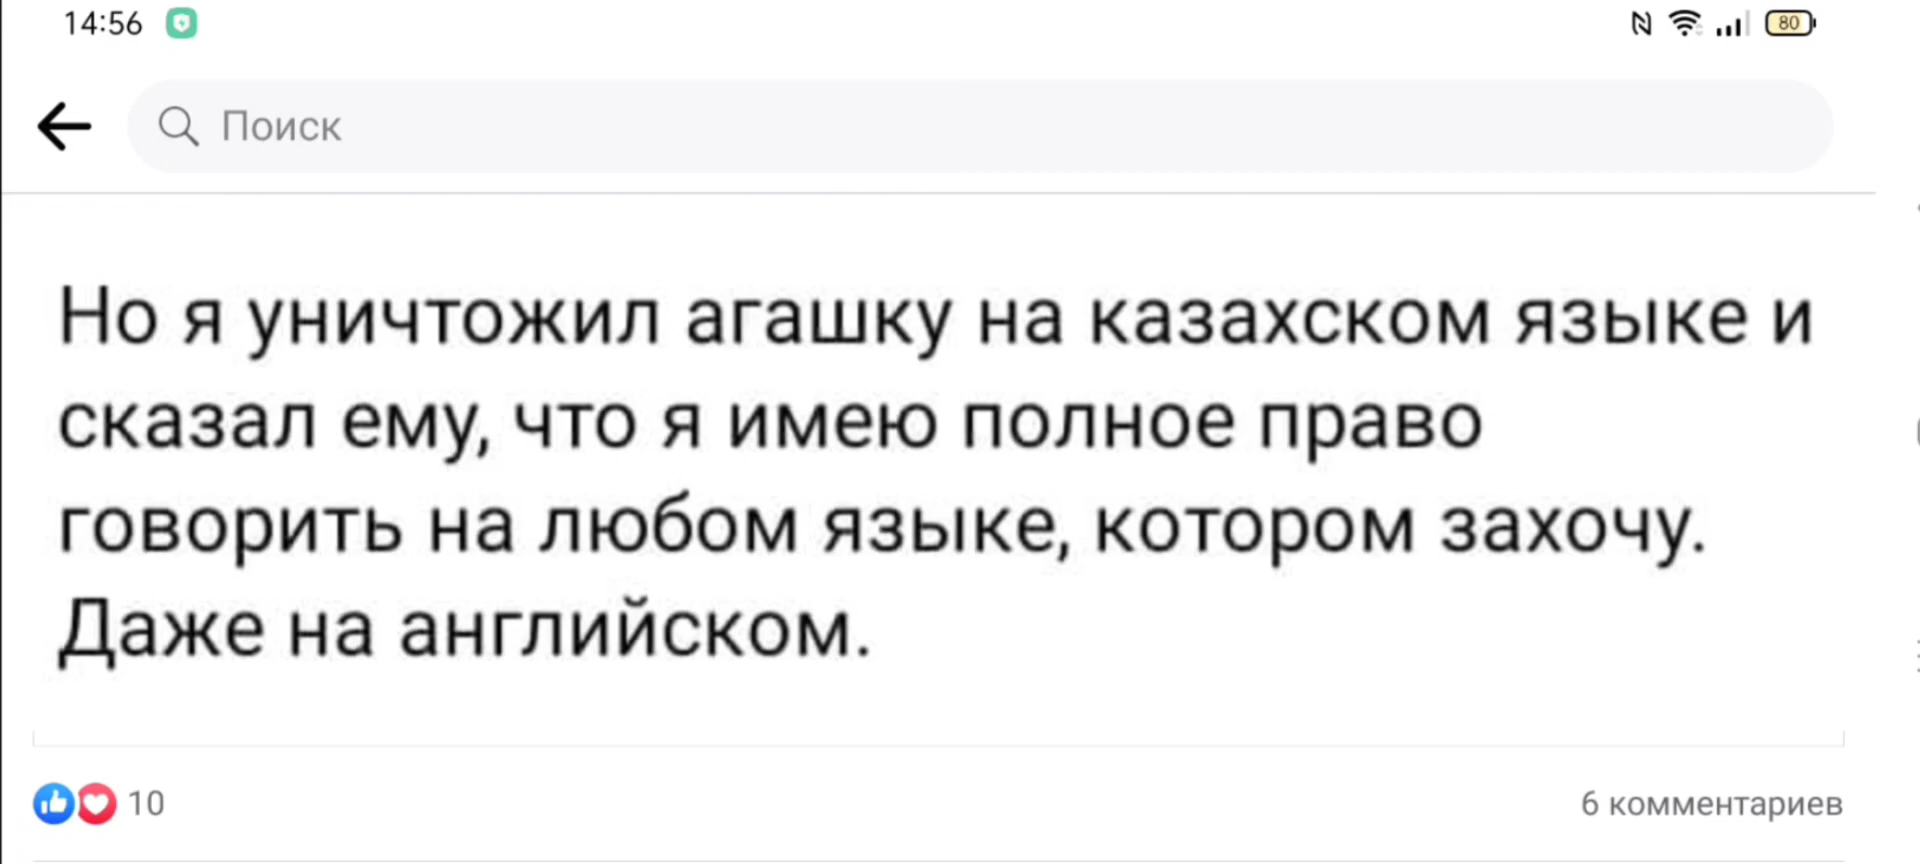 14:56
80
Поиск
Но я уничтожил агашку на казахском языке и
сказал ему, что я имею полное право
говорить на любом языке, котором захочу.
Даже на английском.
10
6 комментариев